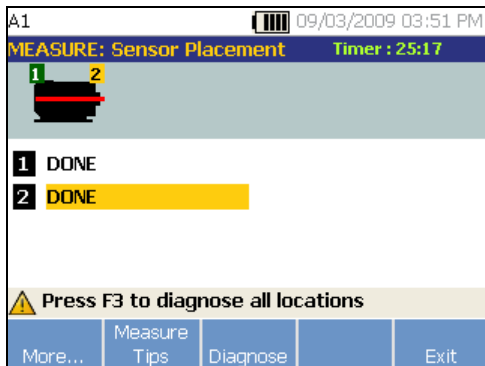 A1 09/03/2009 03:51 PM
MEASURE: Sensor Placement Timer : 25:17
1 2
1 DONE
2 DONE
Press F3 to diagnose all locations
More... Measure Tips Diagnose Exit